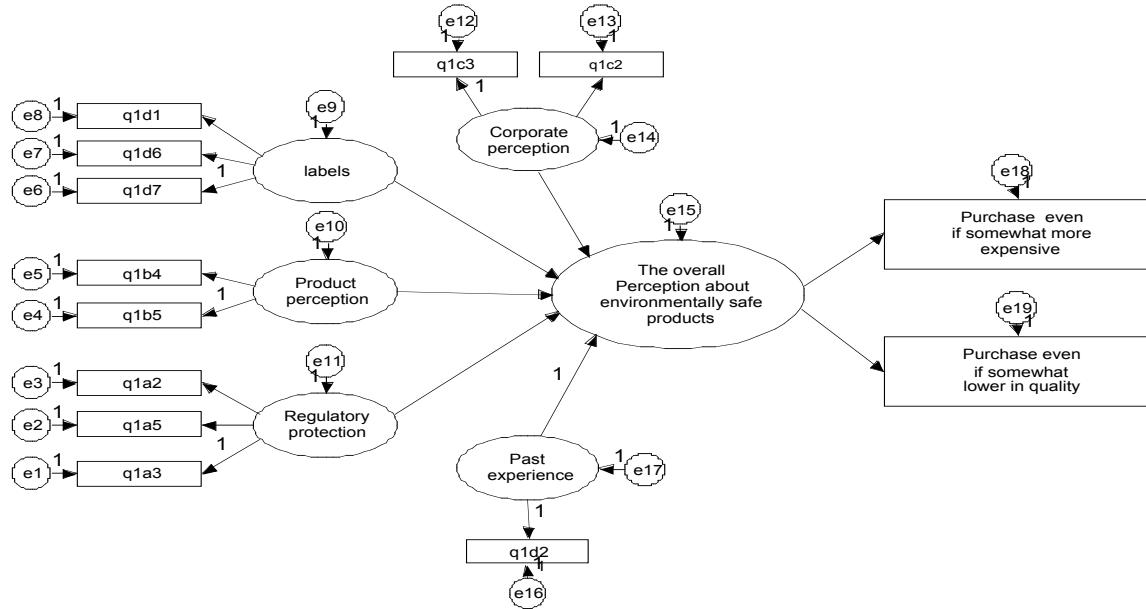 e12
1
q1c3
1
e13
1
q1c2
Corporate
perception
1
e14
e8
1
q1d1
e7
1
q1d6
e6
1
q1d7
1
e9
1
labels
e10
1
Product
perception
e5
1
q1b4
1
e4
1
q1b5
e11
1
Regulatory
protection
e3
1
q1a2
e2
1
q1a5
1
e1
1
q1a3
e15
1
The overall
Perception about
environmentally safe
products
1
Past
experience
1
e17
1
q1d2
1
e16
e18
1
Purchase even
if somewhat more
expensive
e19
1
Purchase even
if somewhat
lower in quality